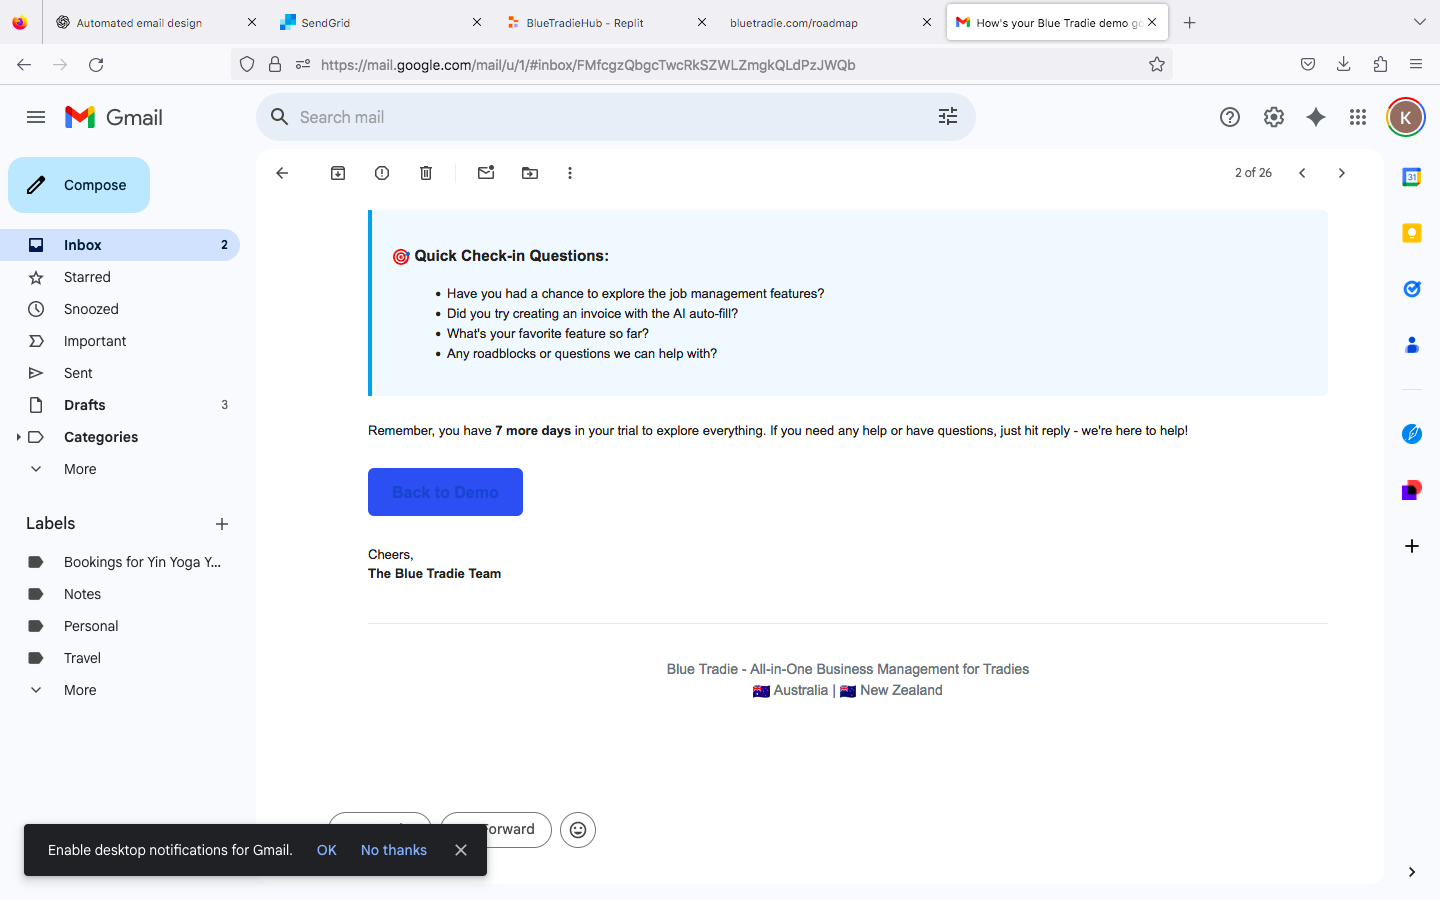 Automated email design
SendGrid
BlueTradieHub - Replit
bluetradie.com/roadmap
How's your Blue Tradie demo go
https://mail.google.com/mail/u/1/#inbox/FMfcgzQbgcTwcRkSZWLZmgkQLdPzJWQb
Gmail
Search mail
K
Compose
2 of 26
31
Inbox 2
Starred
Snoozed
Important
Sent
Drafts 3
Categories
More
Labels
Bookings for Yin Yoga Y...
Notes
Personal
Travel
More
Quick Check-in Questions:
• Have you had a chance to explore the job management features?
• Did you try creating an invoice with the AI auto-fill?
• What's your favorite feature so far?
• Any roadblocks or questions we can help with?
Remember, you have 7 more days in your trial to explore everything. If you need any help or have questions, just hit reply - we're here to help!
Back to Demo
Cheers,
The Blue Tradie Team
Blue Tradie - All-in-One Business Management for Tradies
Australia | New Zealand
Forward
Enable desktop notifications for Gmail. OK No thanks